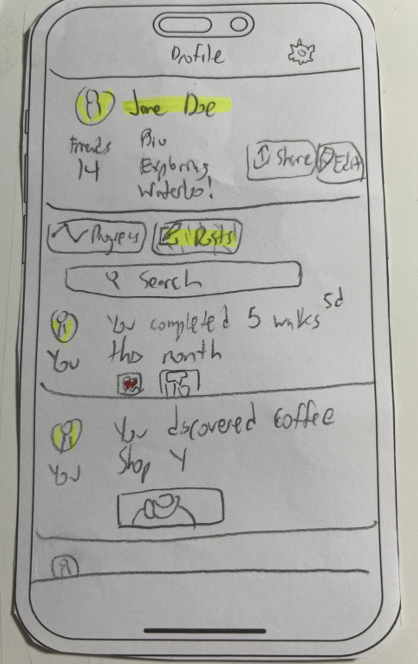 Profile
Jane Doe
Friends
14
Bio
Exploring
Waterloo!
Share
Edit
Progress
Posts
Search
You completed 5 walks 5d
You this month
You discovered coffee
You Shop Y